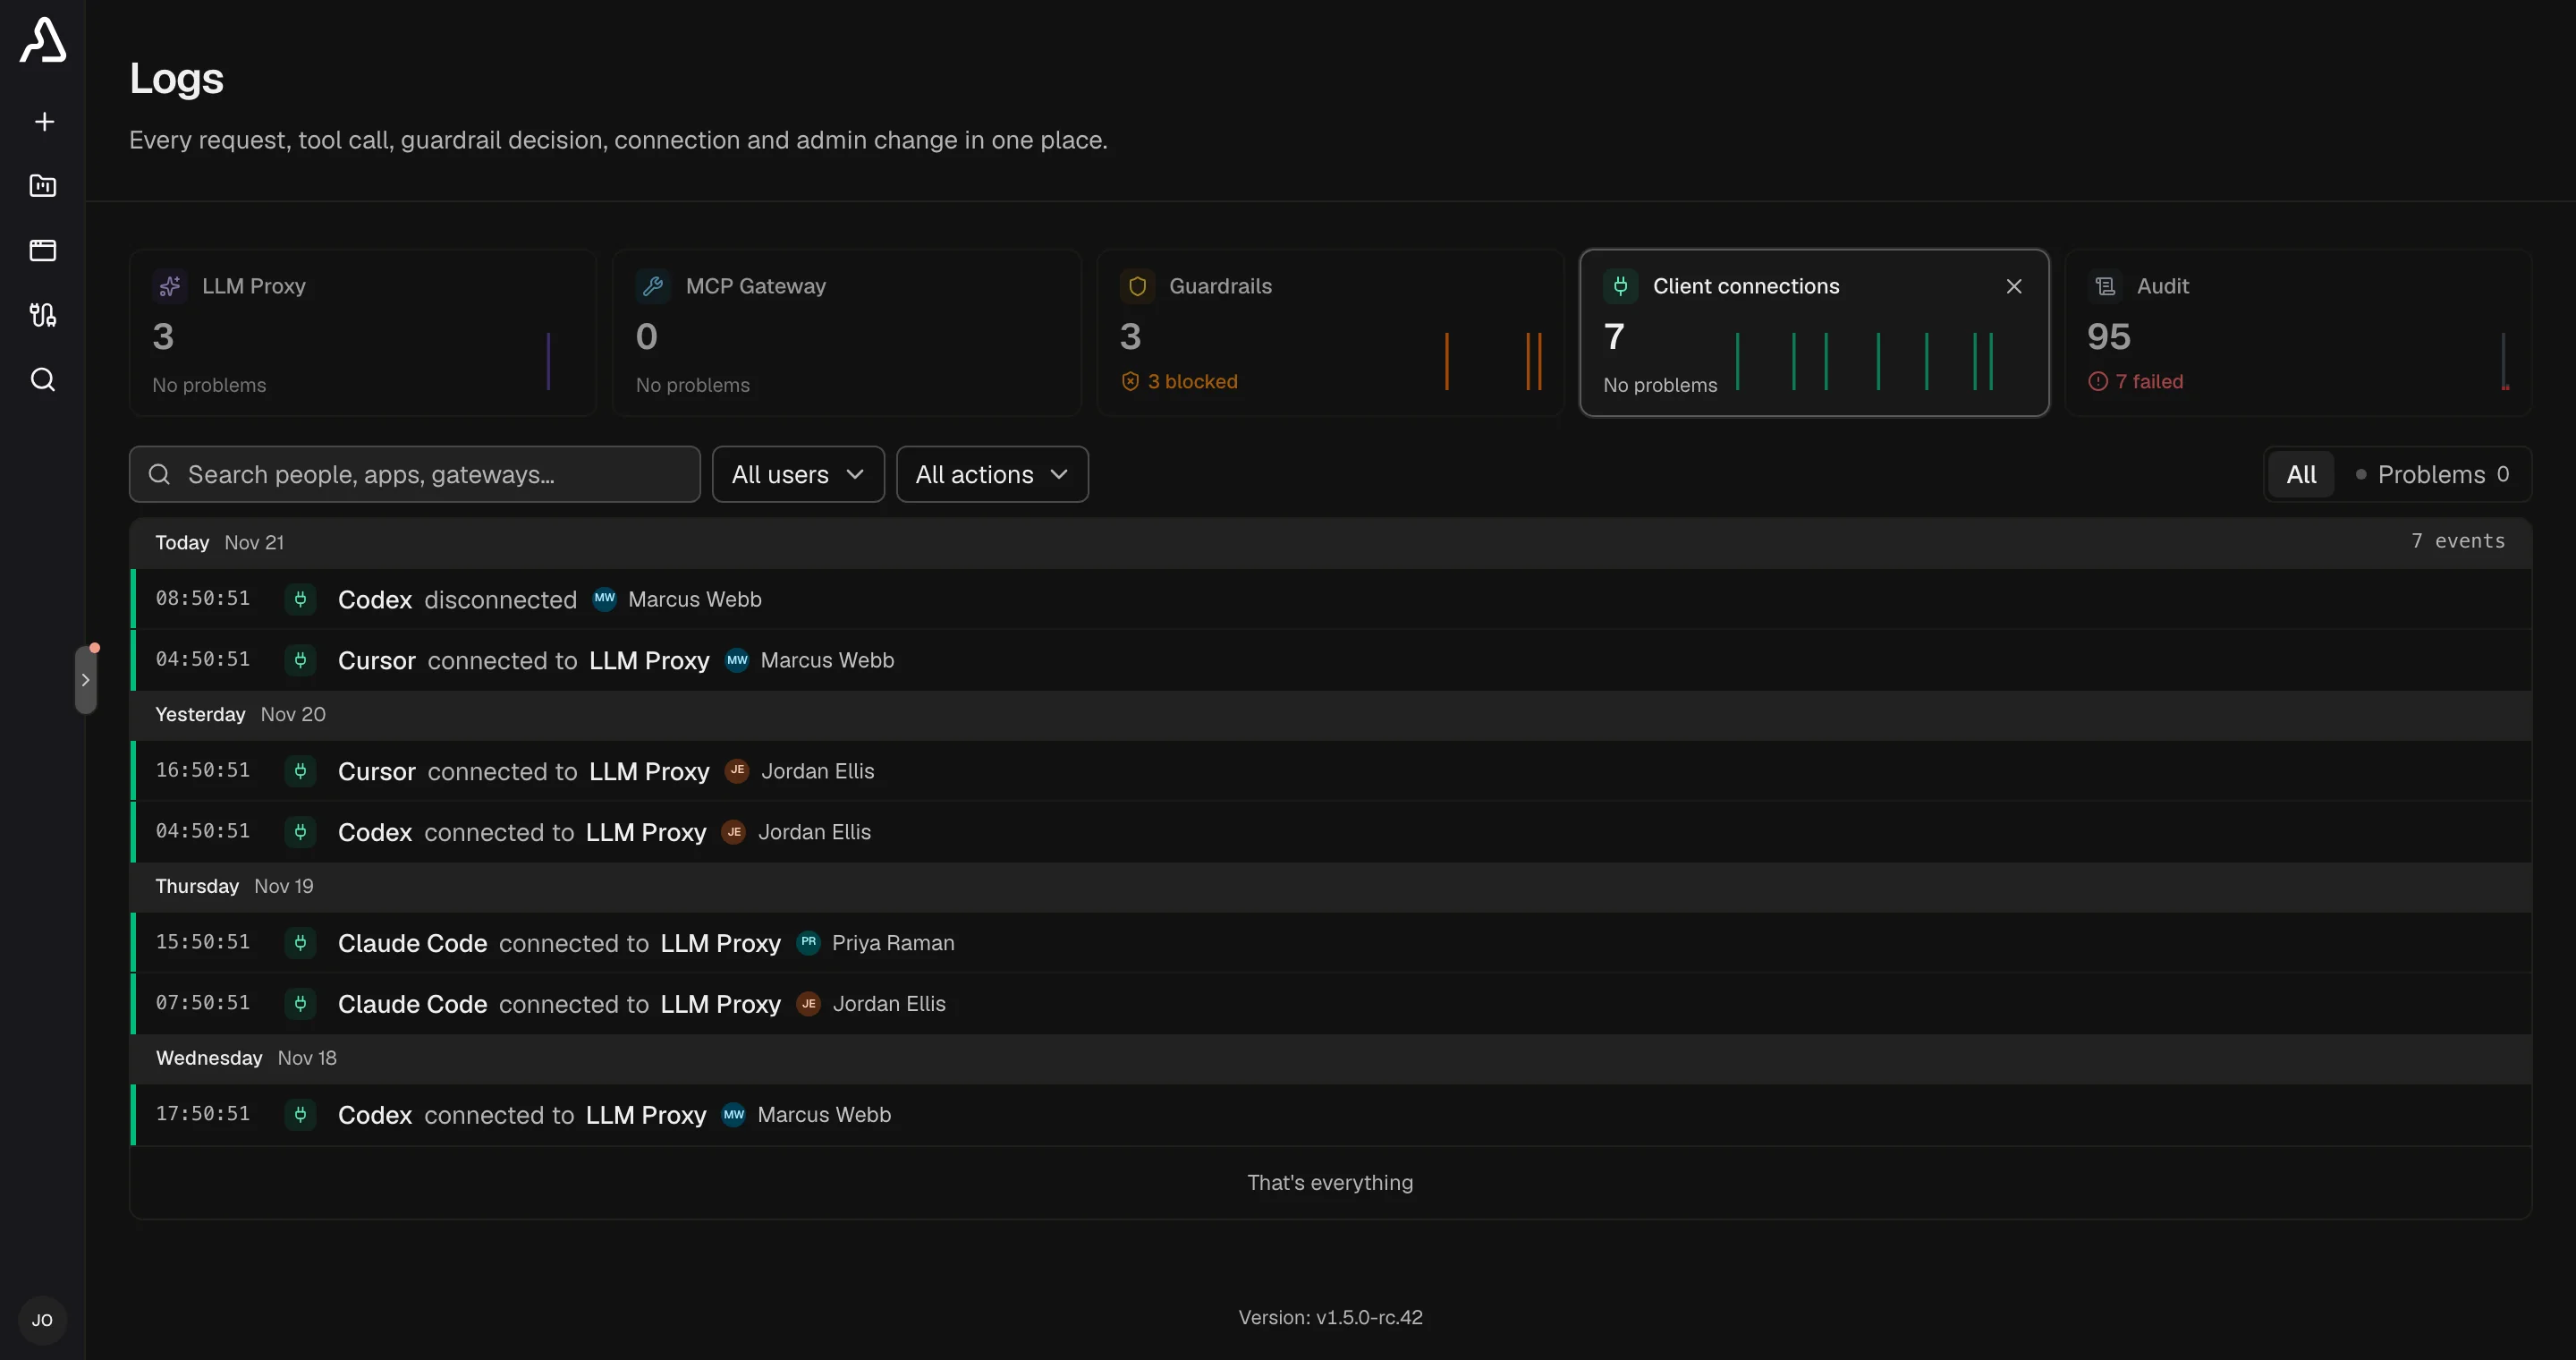 Logs
Every request, tool call, guardrail decision, connection and admin change in one place.
LLM Proxy
3
No problems
MCP Gateway
0
No problems
Guardrails
3
3 blocked
Client connections
7
No problems
Audit
95
7 failed
Search people, apps, gateways...
All users
All actions
All
Problems 0
Today Nov 21
7 events
08:50:51 Codex disconnected MW Marcus Webb
04:50:51 Cursor connected to LLM Proxy MW Marcus Webb
Yesterday Nov 20
16:50:51 Cursor connected to LLM Proxy JE Jordan Ellis
04:50:51 Codex connected to LLM Proxy JE Jordan Ellis
Thursday Nov 19
15:50:51 Claude Code connected to LLM Proxy PR Priya Raman
07:50:51 Claude Code connected to LLM Proxy JE Jordan Ellis
Wednesday Nov 18
17:50:51 Codex connected to LLM Proxy MW Marcus Webb
That's everything
JO
Version: v1.5.0-rc.42